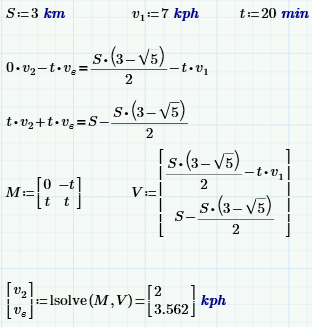 S:=3 km v₁:=7 kph t:=20 min
0·v₂−t·vₛ=S·(3−√5)/2−t·v₁
t·v₂+t·vₛ=S−S·(3−√5)/2
M:=[0 −t; t t] V:=[S·(3−√5)/2−t·v₁; S−S·(3−√5)/2]
[v₂; vₛ]:=lsolve(M,V)=[2; 3.562] kph